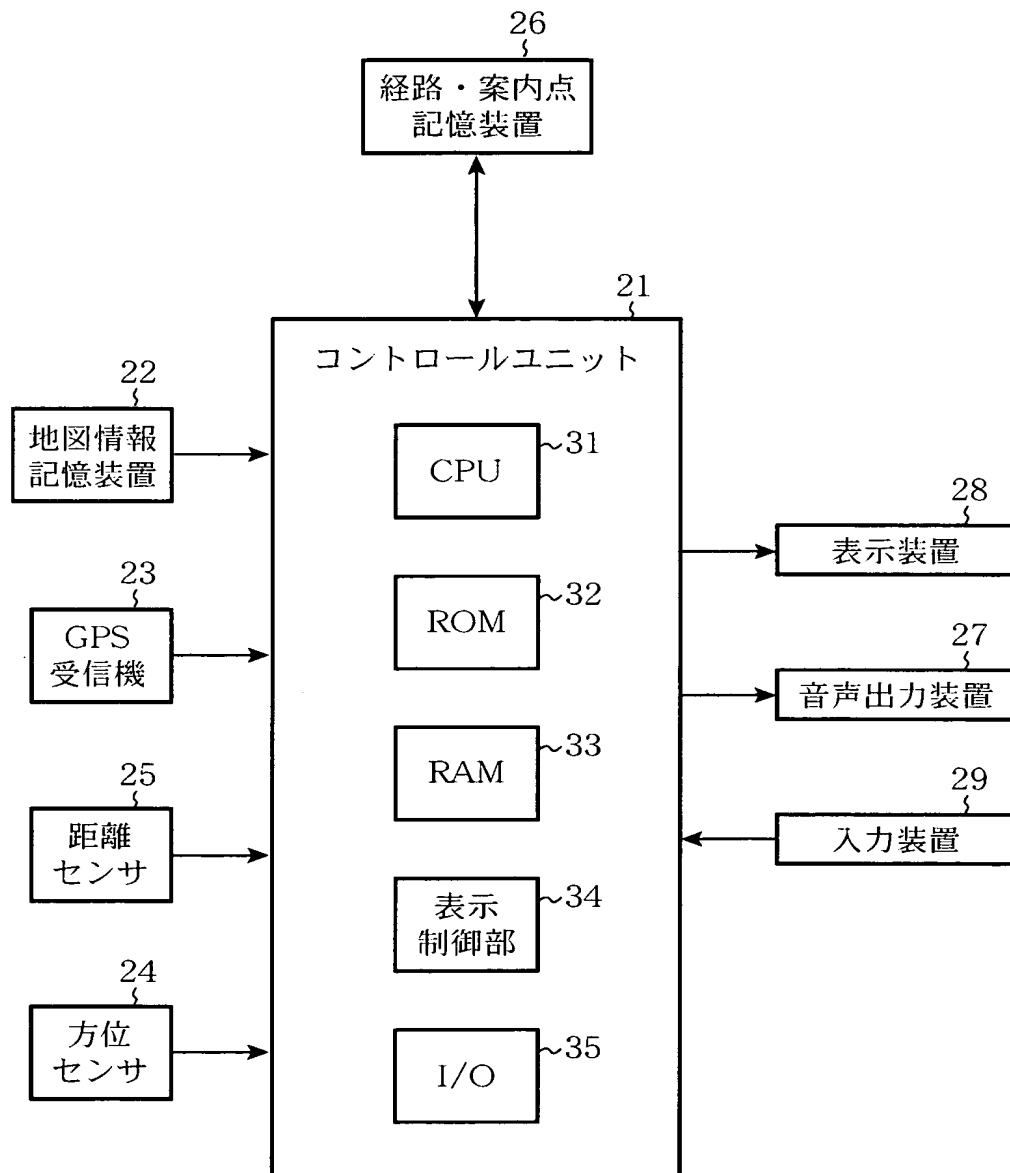 26
経路・案内点
記憶装置
21
コントロールユニット
22
地図情報
記憶装置
31
CPU
28
表示装置
23
GPS
受信機
32
ROM
27
音声出力装置
33
RAM
25
距離
センサ
29
入力装置
34
表示
制御部
24
方位
センサ
35
I/O